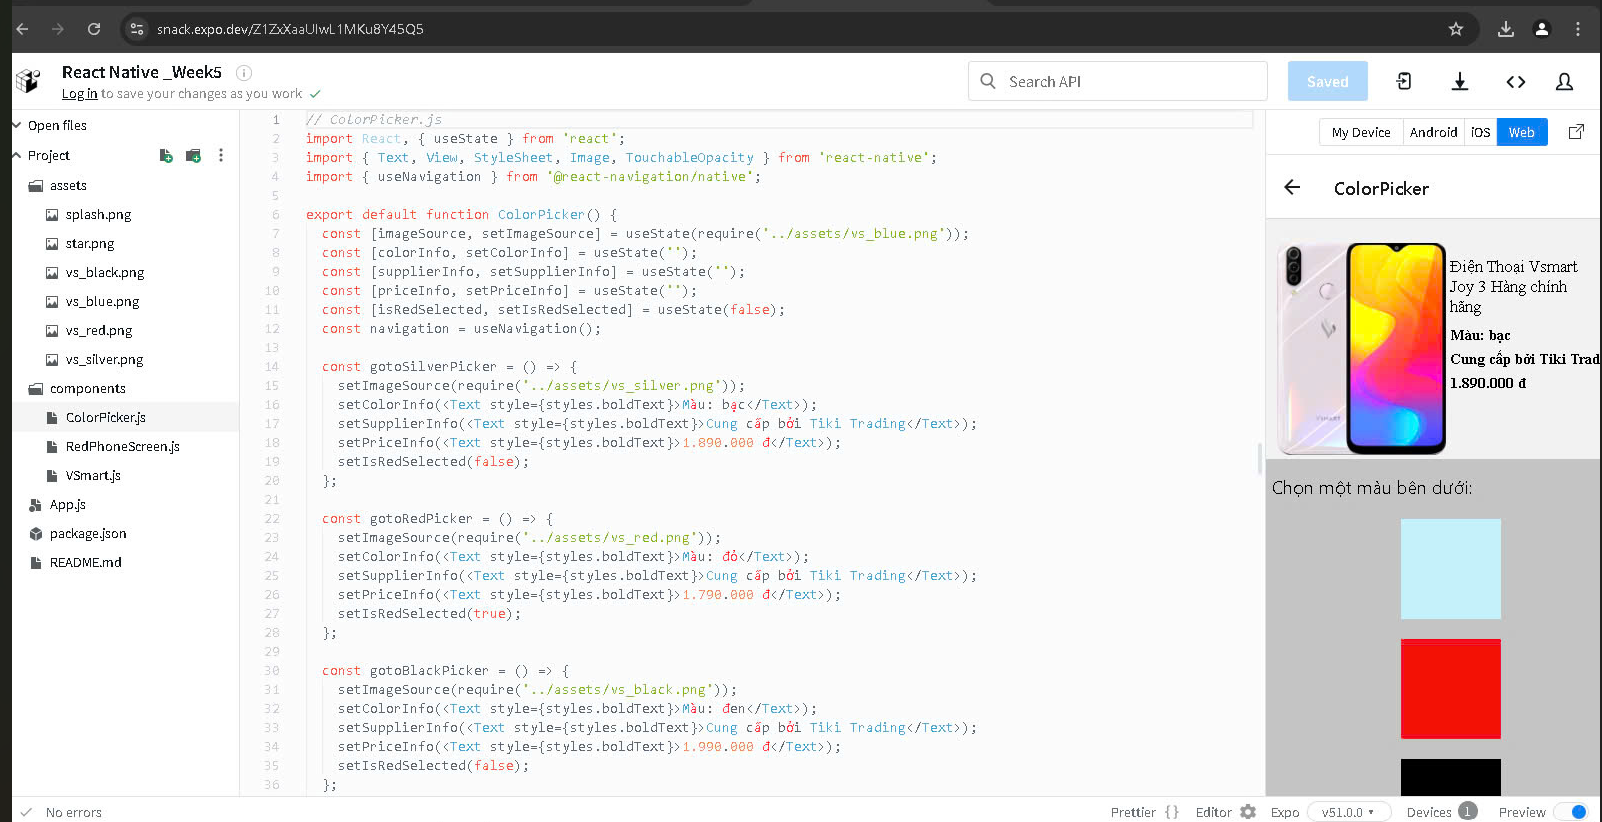 snack.expo.dev/Z1ZxXaaUlwL1MKu8Y45Q5
React Native _Week5
Log in to save your changes as you work
Search API
Saved
Open files
Project
assets
splash.png
star.png
vs_black.png
vs_blue.png
vs_red.png
vs_silver.png
components
ColorPicker.js
RedPhoneScreen.js
VSmart.js
App.js
package.json
README.md
1 // ColorPicker.js
2 import React, { useState } from 'react';
3 import { Text, View, StyleSheet, Image, TouchableOpacity } from 'react-native';
4 import { useNavigation } from '@react-navigation/native';
5
6 export default function ColorPicker() {
7 const [imageSource, setImageSource] = useState(require('../assets/vs_blue.png'));
8 const [colorInfo, setColorInfo] = useState('');
9 const [supplierInfo, setSupplierInfo] = useState('');
10 const [priceInfo, setPriceInfo] = useState('');
11 const [isRedSelected, setIsRedSelected] = useState(false);
12 const navigation = useNavigation();
13
14 const gotoSilverPicker = () => {
15 setImageSource(require('../assets/vs_silver.png'));
16 setColorInfo(<Text style={styles.boldText}>Màu: bạc</Text>);
17 setSupplierInfo(<Text style={styles.boldText}>Cung cấp bởi Tiki Trading</Text>);
18 setPriceInfo(<Text style={styles.boldText}>1.890.000 đ</Text>);
19 setIsRedSelected(false);
20 };
21
22 const gotoRedPicker = () => {
23 setImageSource(require('../assets/vs_red.png'));
24 setColorInfo(<Text style={styles.boldText}>Màu: đỏ</Text>);
25 setSupplierInfo(<Text style={styles.boldText}>Cung cấp bởi Tiki Trading</Text>);
26 setPriceInfo(<Text style={styles.boldText}>1.790.000 đ</Text>);
27 setIsRedSelected(true);
28 };
29
30 const gotoBlackPicker = () => {
31 setImageSource(require('../assets/vs_black.png'));
32 setColorInfo(<Text style={styles.boldText}>Màu: đen</Text>);
33 setSupplierInfo(<Text style={styles.boldText}>Cung cấp bởi Tiki Trading</Text>);
34 setPriceInfo(<Text style={styles.boldText}>1.990.000 đ</Text>);
35 setIsRedSelected(false);
36 };
My Device Android iOS Web
ColorPicker
VSMART
Điện Thoại Vsmart
Joy 3 Hàng chính
hãng
Màu: bạc
Cung cấp bởi Tiki Trad
1.890.000 đ
Chọn một màu bên dưới:
No errors
Prettier {} Editor Expo v51.0.0 Devices 1 Preview